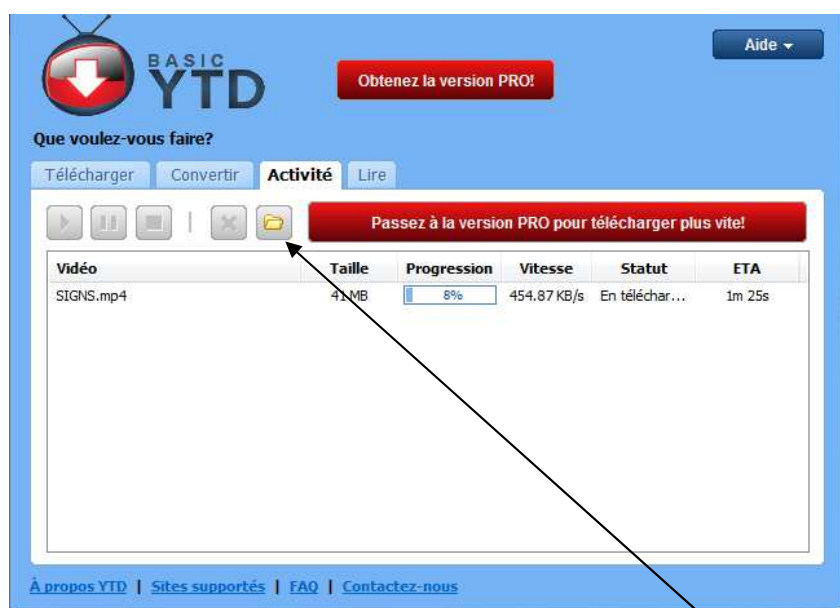 Aide
BASIC
YTD
Obtenez la version PRO!
Que voulez-vous faire?
Télécharger Convertir Activité Lire
Passez à la version PRO pour télécharger plus vite!
Vidéo Taille Progression Vitesse Statut ETA
SIGNS.mp4 41 MB 8% 454.87 KB/s En téléchar... 1m 25s
À propos YTD | Sites supportés | FAQ | Contactez-nous